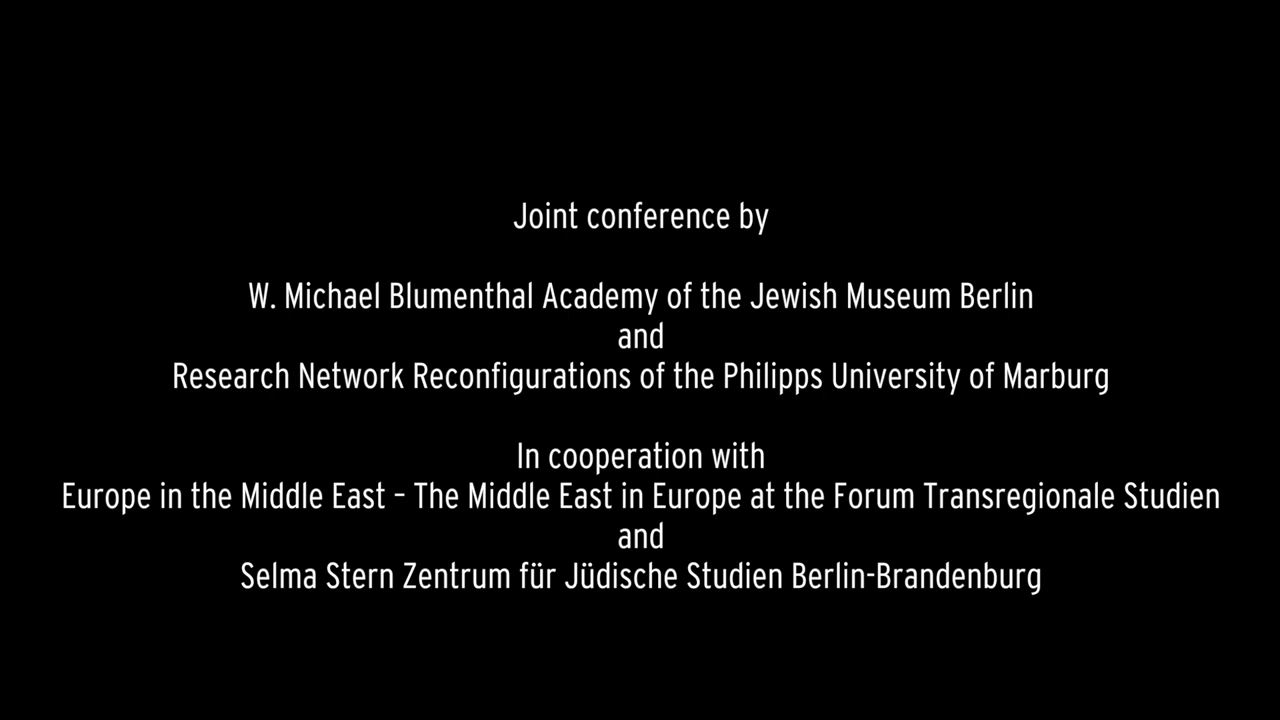 Joint conference by
W. Michael Blumenthal Academy of the Jewish Museum Berlin
and
Research Network Reconfigurations of the Philipps University of Marburg
In cooperation with
Europe in the Middle East – The Middle East in Europe at the Forum Transregionale Studien
and
Selma Stern Zentrum für Jüdische Studien Berlin-Brandenburg